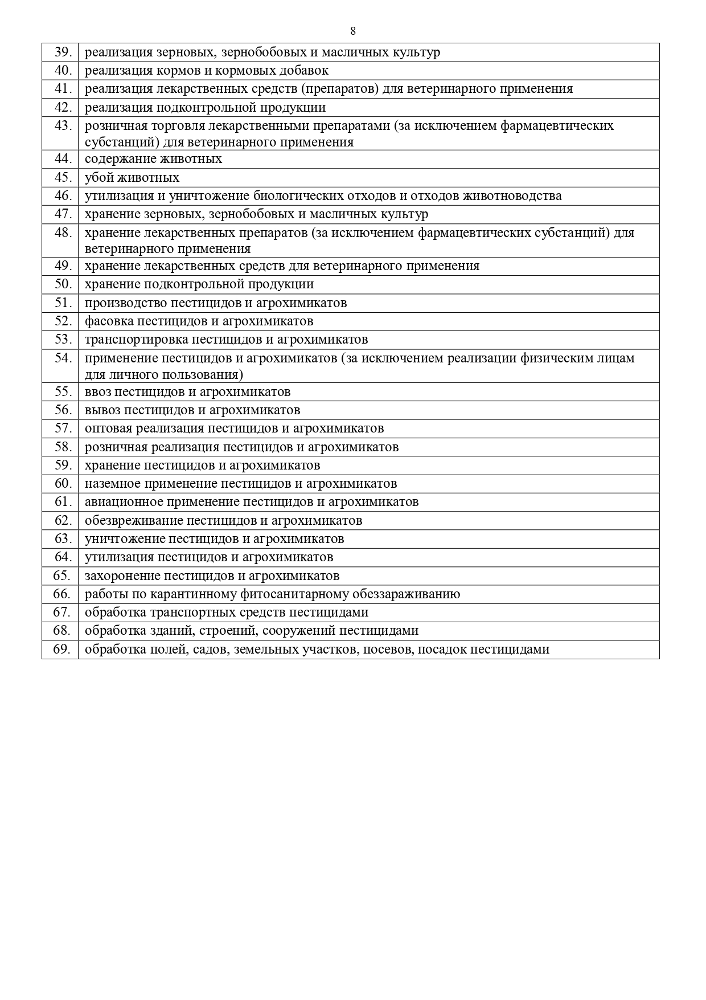 8
39. реализация зерновых, зернобобовых и масличных культур
40. реализация кормов и кормовых добавок
41. реализация лекарственных средств (препаратов) для ветеринарного применения
42. реализация подконтрольной продукции
43. розничная торговля лекарственными препаратами (за исключением фармацевтических
субстанций) для ветеринарного применения
44. содержание животных
45. убой животных
46. утилизация и уничтожение биологических отходов и отходов животноводства
47. хранение зерновых, зернобобовых и масличных культур
48. хранение лекарственных препаратов (за исключением фармацевтических субстанций) для
ветеринарного применения
49. хранение лекарственных средств для ветеринарного применения
50. хранение подконтрольной продукции
51. производство пестицидов и агрохимикатов
52. фасовка пестицидов и агрохимикатов
53. транспортировка пестицидов и агрохимикатов
54. применение пестицидов и агрохимикатов (за исключением реализации физическим лицам
для личного пользования)
55. ввоз пестицидов и агрохимикатов
56. вывоз пестицидов и агрохимикатов
57. оптовая реализация пестицидов и агрохимикатов
58. розничная реализация пестицидов и агрохимикатов
59. хранение пестицидов и агрохимикатов
60. наземное применение пестицидов и агрохимикатов
61. авиационное применение пестицидов и агрохимикатов
62. обезвреживание пестицидов и агрохимикатов
63. уничтожение пестицидов и агрохимикатов
64. утилизация пестицидов и агрохимикатов
65. захоронение пестицидов и агрохимикатов
66. работы по карантинному фитосанитарному обеззараживанию
67. обработка транспортных средств пестицидами
68. обработка зданий, строений, сооружений пестицидами
69. обработка полей, садов, земельных участков, посевов, посадок пестицидами